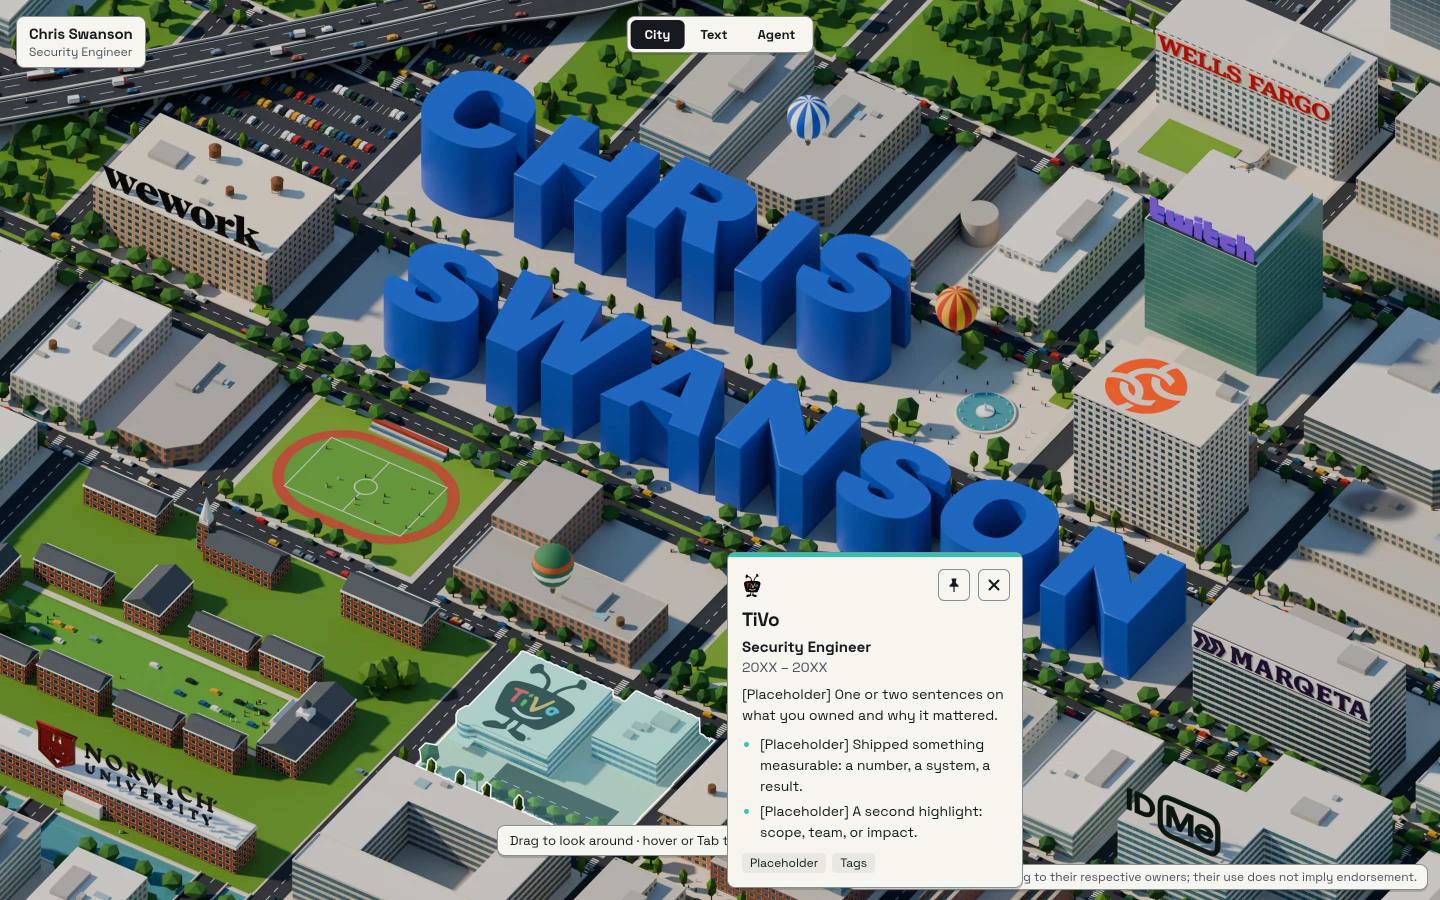 Chris Swanson
Security Engineer
City Text Agent
CHRIS
SWANSON
wework
WELLS FARGO
twitch
TiVo
NORWICH
UNIVERSITY
MARQETA
ID Me
TiVo
Security Engineer
20XX – 20XX
[Placeholder] One or two sentences on
what you owned and why it mattered.
[Placeholder] Shipped something
measurable: a number, a system, a
result.
[Placeholder] A second highlight:
scope, team, or impact.
Placeholder Tags
Drag to look around · hover or Tab
to their respective owners; their use does not imply endorsement.